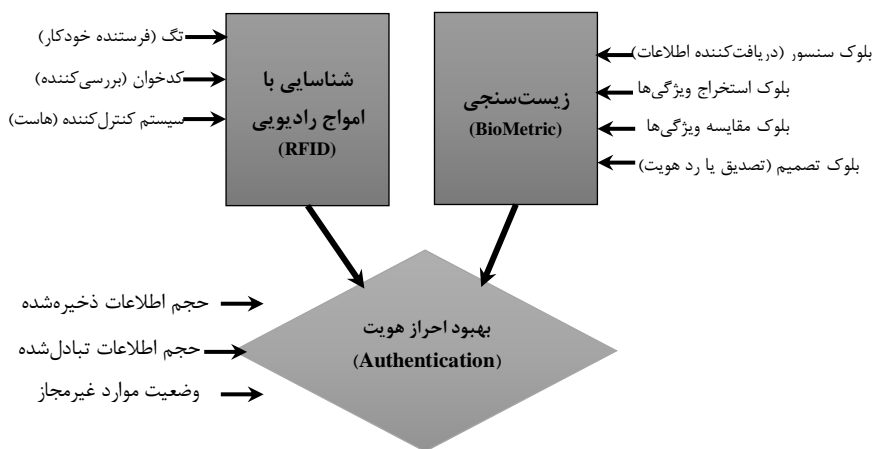 بلوک سنسور (دریافت‌کننده اطلاعات)
بلوک استخراج ویژگی‌ها
بلوک مقایسه ویژگی‌ها
بلوک تصمیم (تصدیق یا رد هویت)
زیست‌سنجی
(BioMetric)
شناسایی با
امواج رادیویی
(RFID)
تگ (فرستنده خودکار)
کدخوان (بررسی‌کننده)
سیستم کنترل‌کننده (هاست)
بهبود احراز هویت
(Authentication)
حجم اطلاعات ذخیره‌شده
حجم اطلاعات تبادل‌شده
وضعیت موارد غیرمجاز